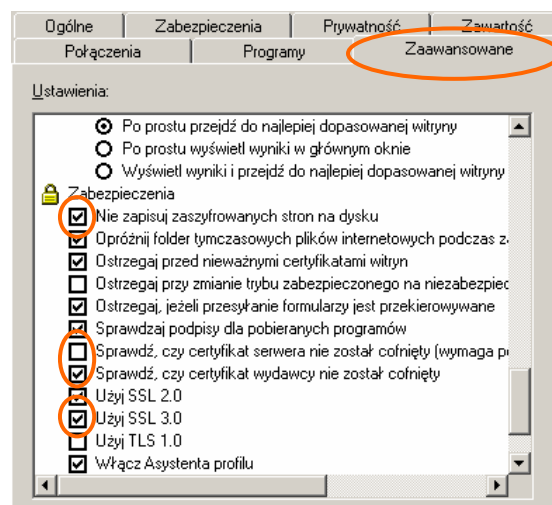 Ogólne Zabezpieczenia Prywatność Zawartość
Połączenia Programy Zaawansowane
Ustawienia:
Po prostu przejdź do najlepiej dopasowanej witryny
Po prostu wyświetl wyniki w głównym oknie
Wyświetl wyniki i przejdź do najlepiej dopasowanej witryny
Zabezpieczenia
Nie zapisuj zaszyfrowanych stron na dysku
Opróżnij folder tymczasowych plików internetowych podczas z
Ostrzegaj przed nieważnymi certyfikatami witryn
Ostrzegaj przy zmianie trybu zabezpieczonego na niezabezpiec
Ostrzegaj, jeżeli przesyłanie formularzy jest przekierowywane
Sprawdzaj podpisy dla pobieranych programów
Sprawdź, czy certyfikat serwera nie został cofnięty (wymaga p
Sprawdź, czy certyfikat wydawcy nie został cofnięty
Użyj SSL 2.0
Użyj SSL 3.0
Użyj TLS 1.0
Włącz Asystenta profilu